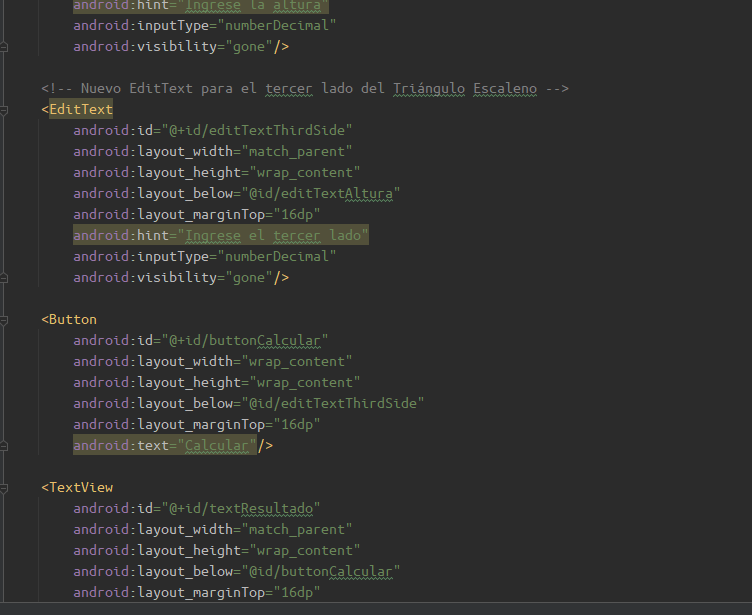 android:hint="Ingrese la altura"
android:inputType="numberDecimal"
android:visibility="gone"/>
<!-- Nuevo EditText para el tercer lado del Triángulo Escaleno -->
<EditText
android:id="@+id/editTextThirdSide"
android:layout_width="match_parent"
android:layout_height="wrap_content"
android:layout_below="@id/editTextAltura"
android:layout_marginTop="16dp"
android:hint="Ingrese el tercer lado"
android:inputType="numberDecimal"
android:visibility="gone"/>
<Button
android:id="@+id/buttonCalcular"
android:layout_width="wrap_content"
android:layout_height="wrap_content"
android:layout_below="@id/editTextThirdSide"
android:layout_marginTop="16dp"
android:text="Calcular"/>
<TextView
android:id="@+id/textResultado"
android:layout_width="match_parent"
android:layout_height="wrap_content"
android:layout_below="@id/buttonCalcular"
android:layout_marginTop="16dp"